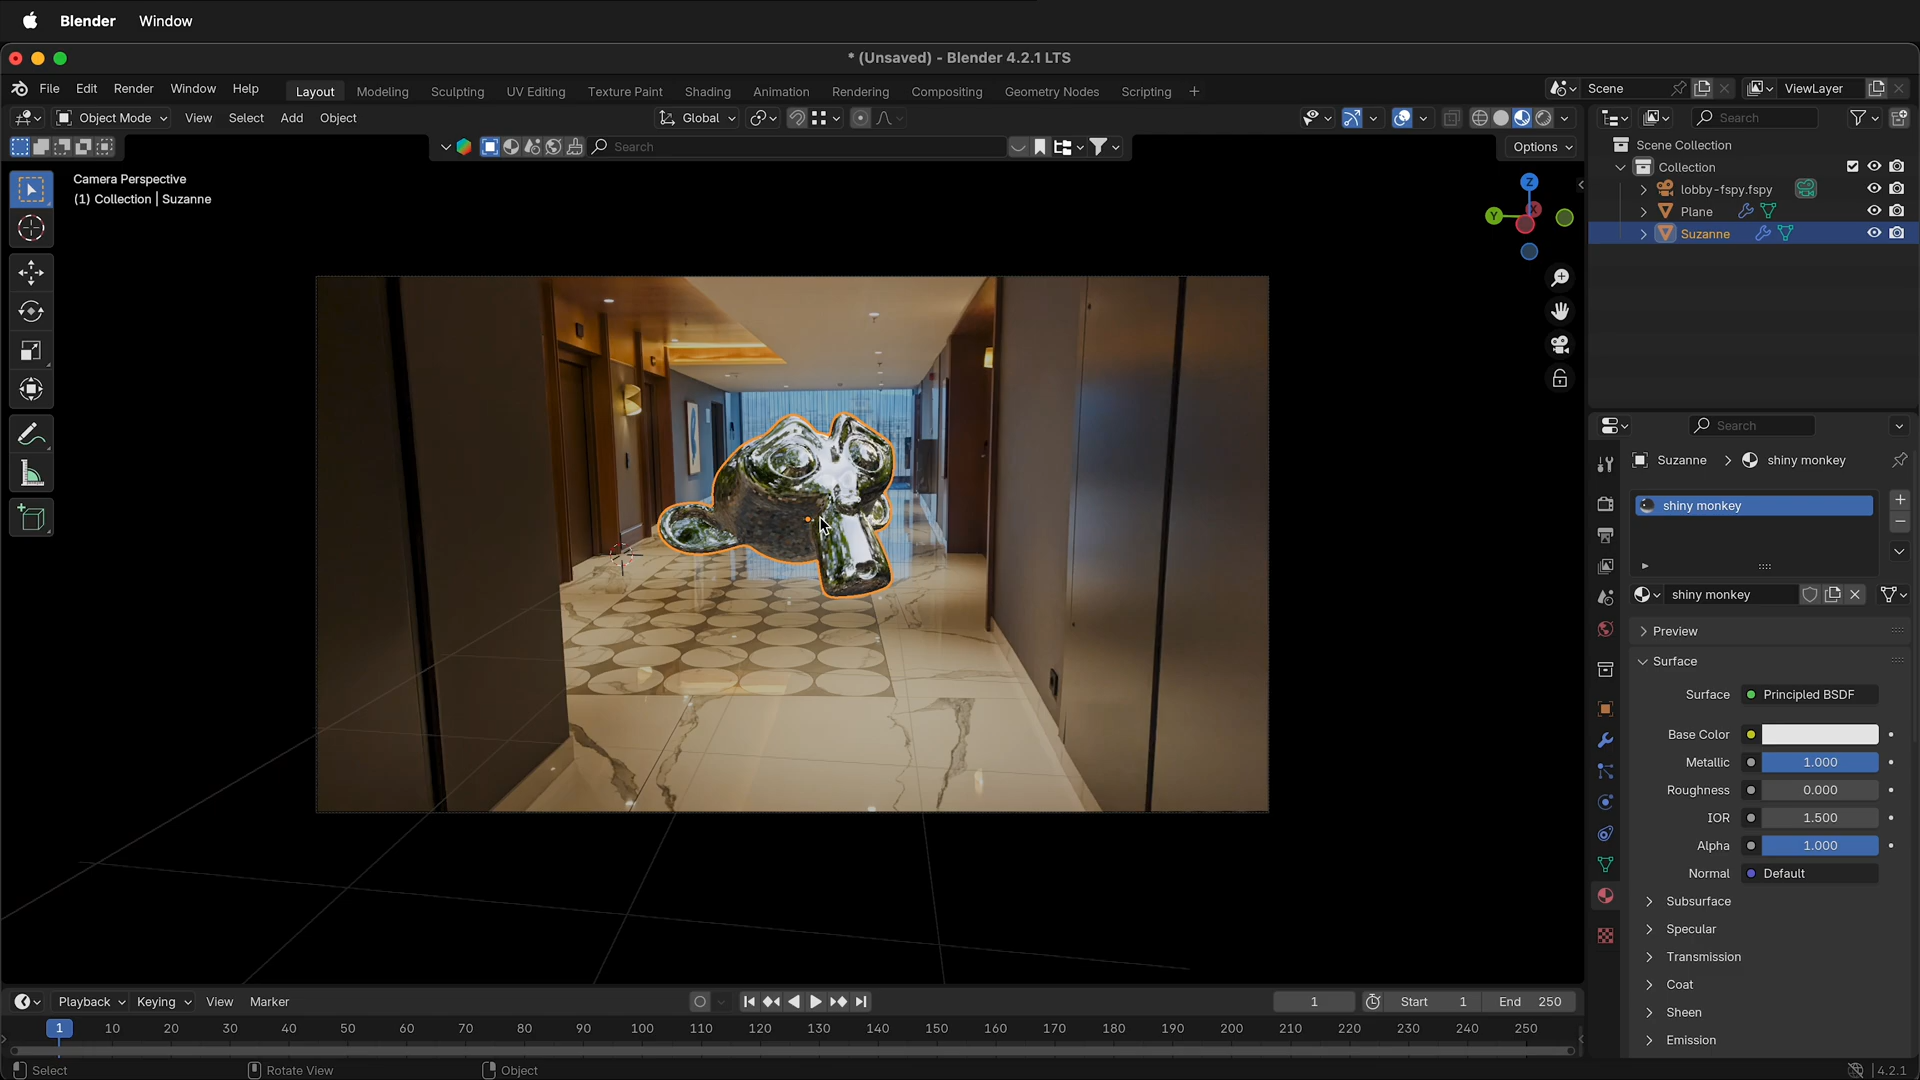 Blender Window
* (Unsaved) - Blender 4.2.1 LTS
File Edit Render Window Help Layout Modeling Sculpting UV Editing Texture Paint Shading Animation Rendering Compositing Geometry Nodes Scripting + Scene ViewLayer
Object Mode View Select Add Object Global Search
Search Options
Camera Perspective
(1) Collection | Suzanne
Z
Y
X
Scene Collection
Collection
lobby-fspy.fspy
Plane
Suzanne
Search
Suzanne > shiny monkey
shiny monkey
shiny monkey
Preview
Surface
Surface Principled BSDF
Base Color
Metallic 1.000
Roughness 0.000
IOR 1.500
Alpha 1.000
Normal Default
Subsurface
Specular
Transmission
Coat
Sheen
Emission
Playback Keying View Marker 1 Start 1 End 250
1 10 20 30 40 50 60 70 80 90 100 110 120 130 140 150 160 170 180 190 200 210 220 230 240 250
Select Rotate View Object 4.2.1